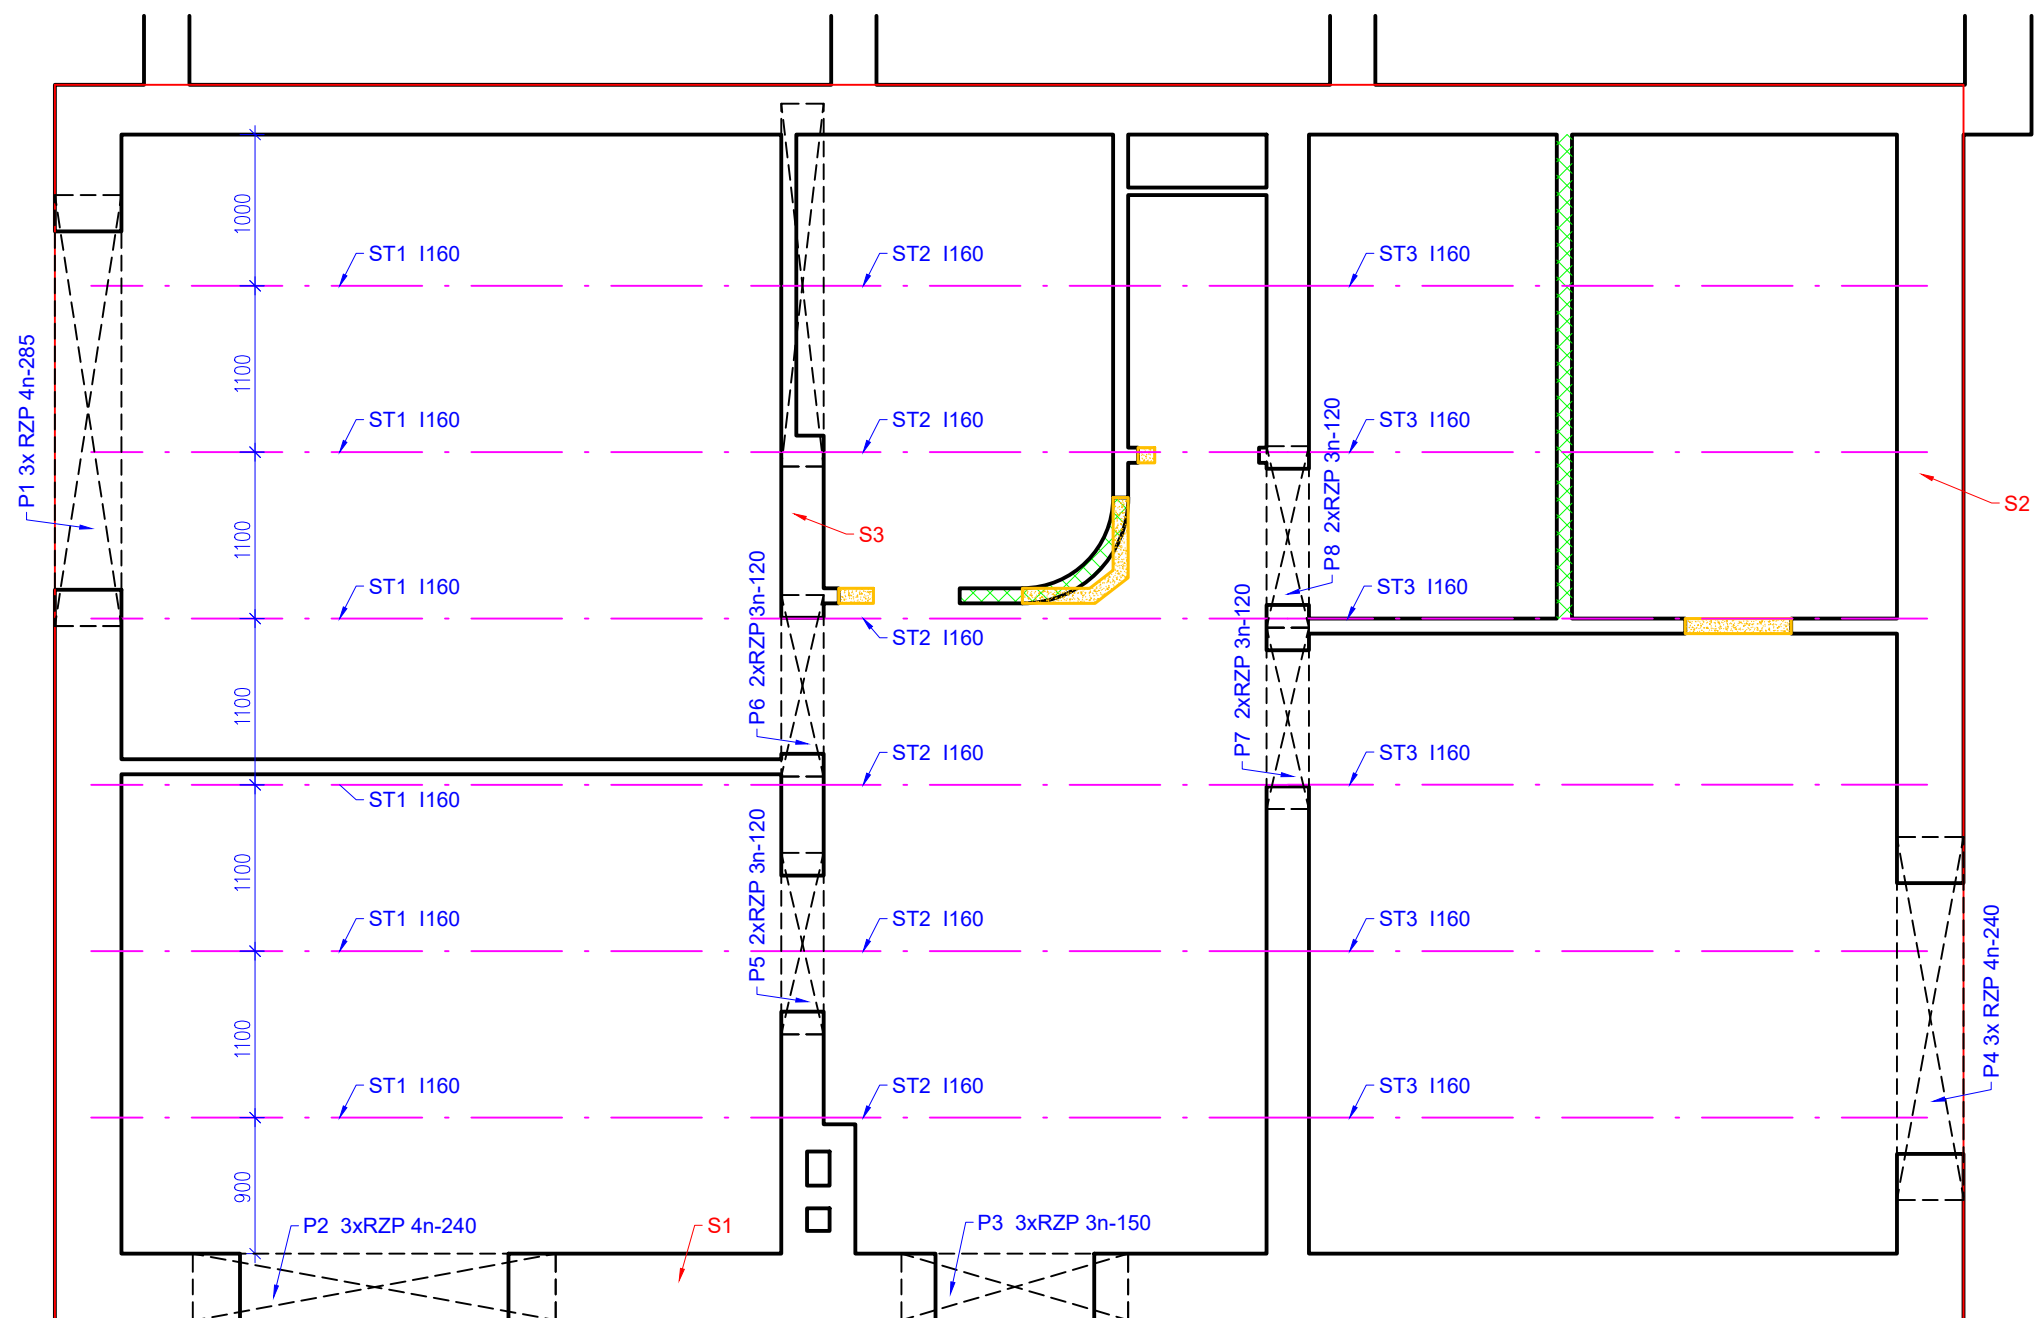 1000
ST1 I160
ST2 I160
ST3 I160
P1 3x RZP 4n-285
1100
ST1 I160
ST2 I160
P8 2xRZP 3n-120
ST3 I160
S2
1100
S3
P6 2xRZP 3n-120
P7 2xRZP 3n-120
ST1 I160
ST2 I160
ST3 I160
1100
ST1 I160
ST2 I160
ST3 I160
1100
P5 2xRZP 3n-120
ST1 I160
ST2 I160
ST3 I160
P4 3x RZP 4n-240
1100
ST1 I160
ST2 I160
ST3 I160
900
P2 3xRZP 4n-240
S1
P3 3xRZP 3n-150